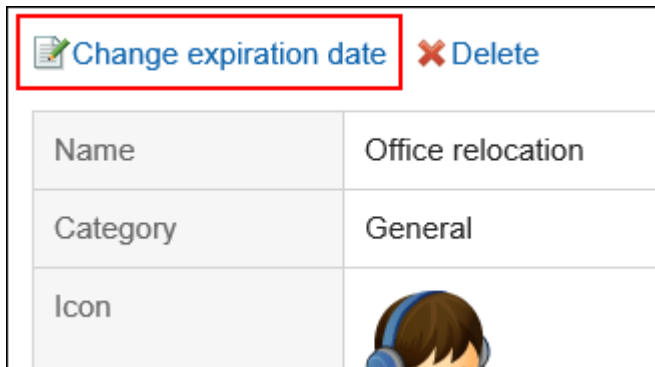 Change expiration date Delete
Name Office relocation
Category General
Icon